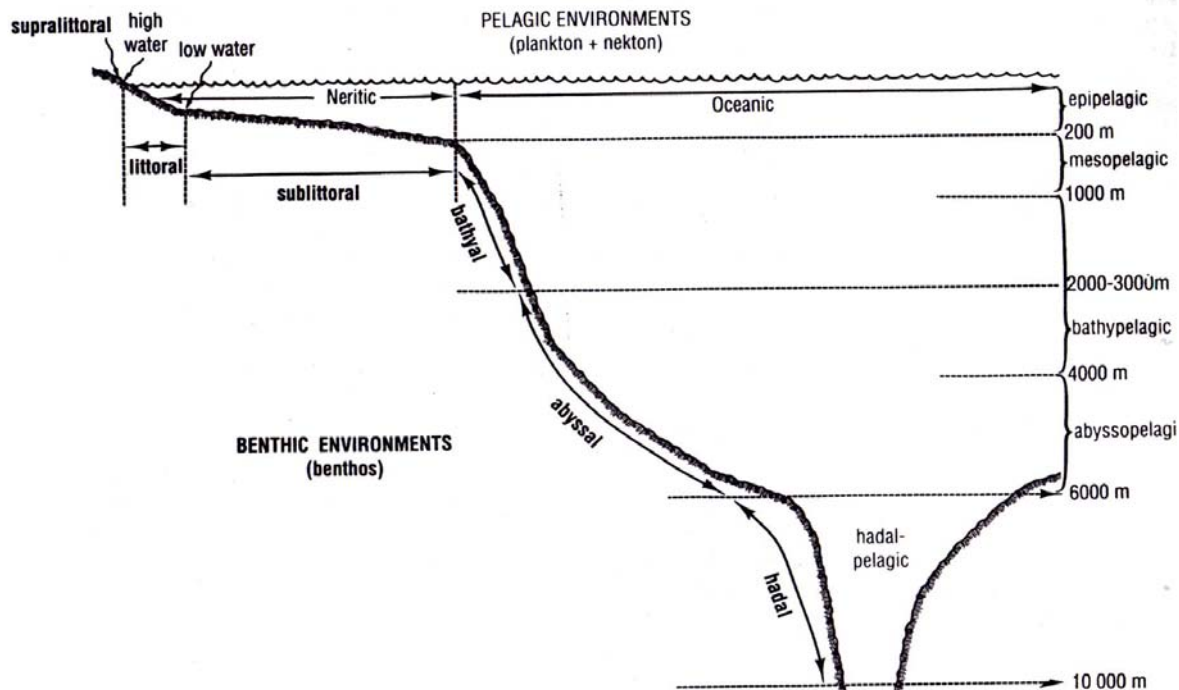 PELAGIC ENVIRONMENTS
(plankton + nekton)
supralittoral
high
water
low water
Neritic
Oceanic
epipelagic
200 m
littoral
sublittoral
mesopelagic
1000 m
bathyal
2000-3000m
bathypelagic
4000 m
abyssal
BENTHIC ENVIRONMENTS
(benthos)
abyssopelagi
6000 m
hadal-
pelagic
hadal
10 000 m